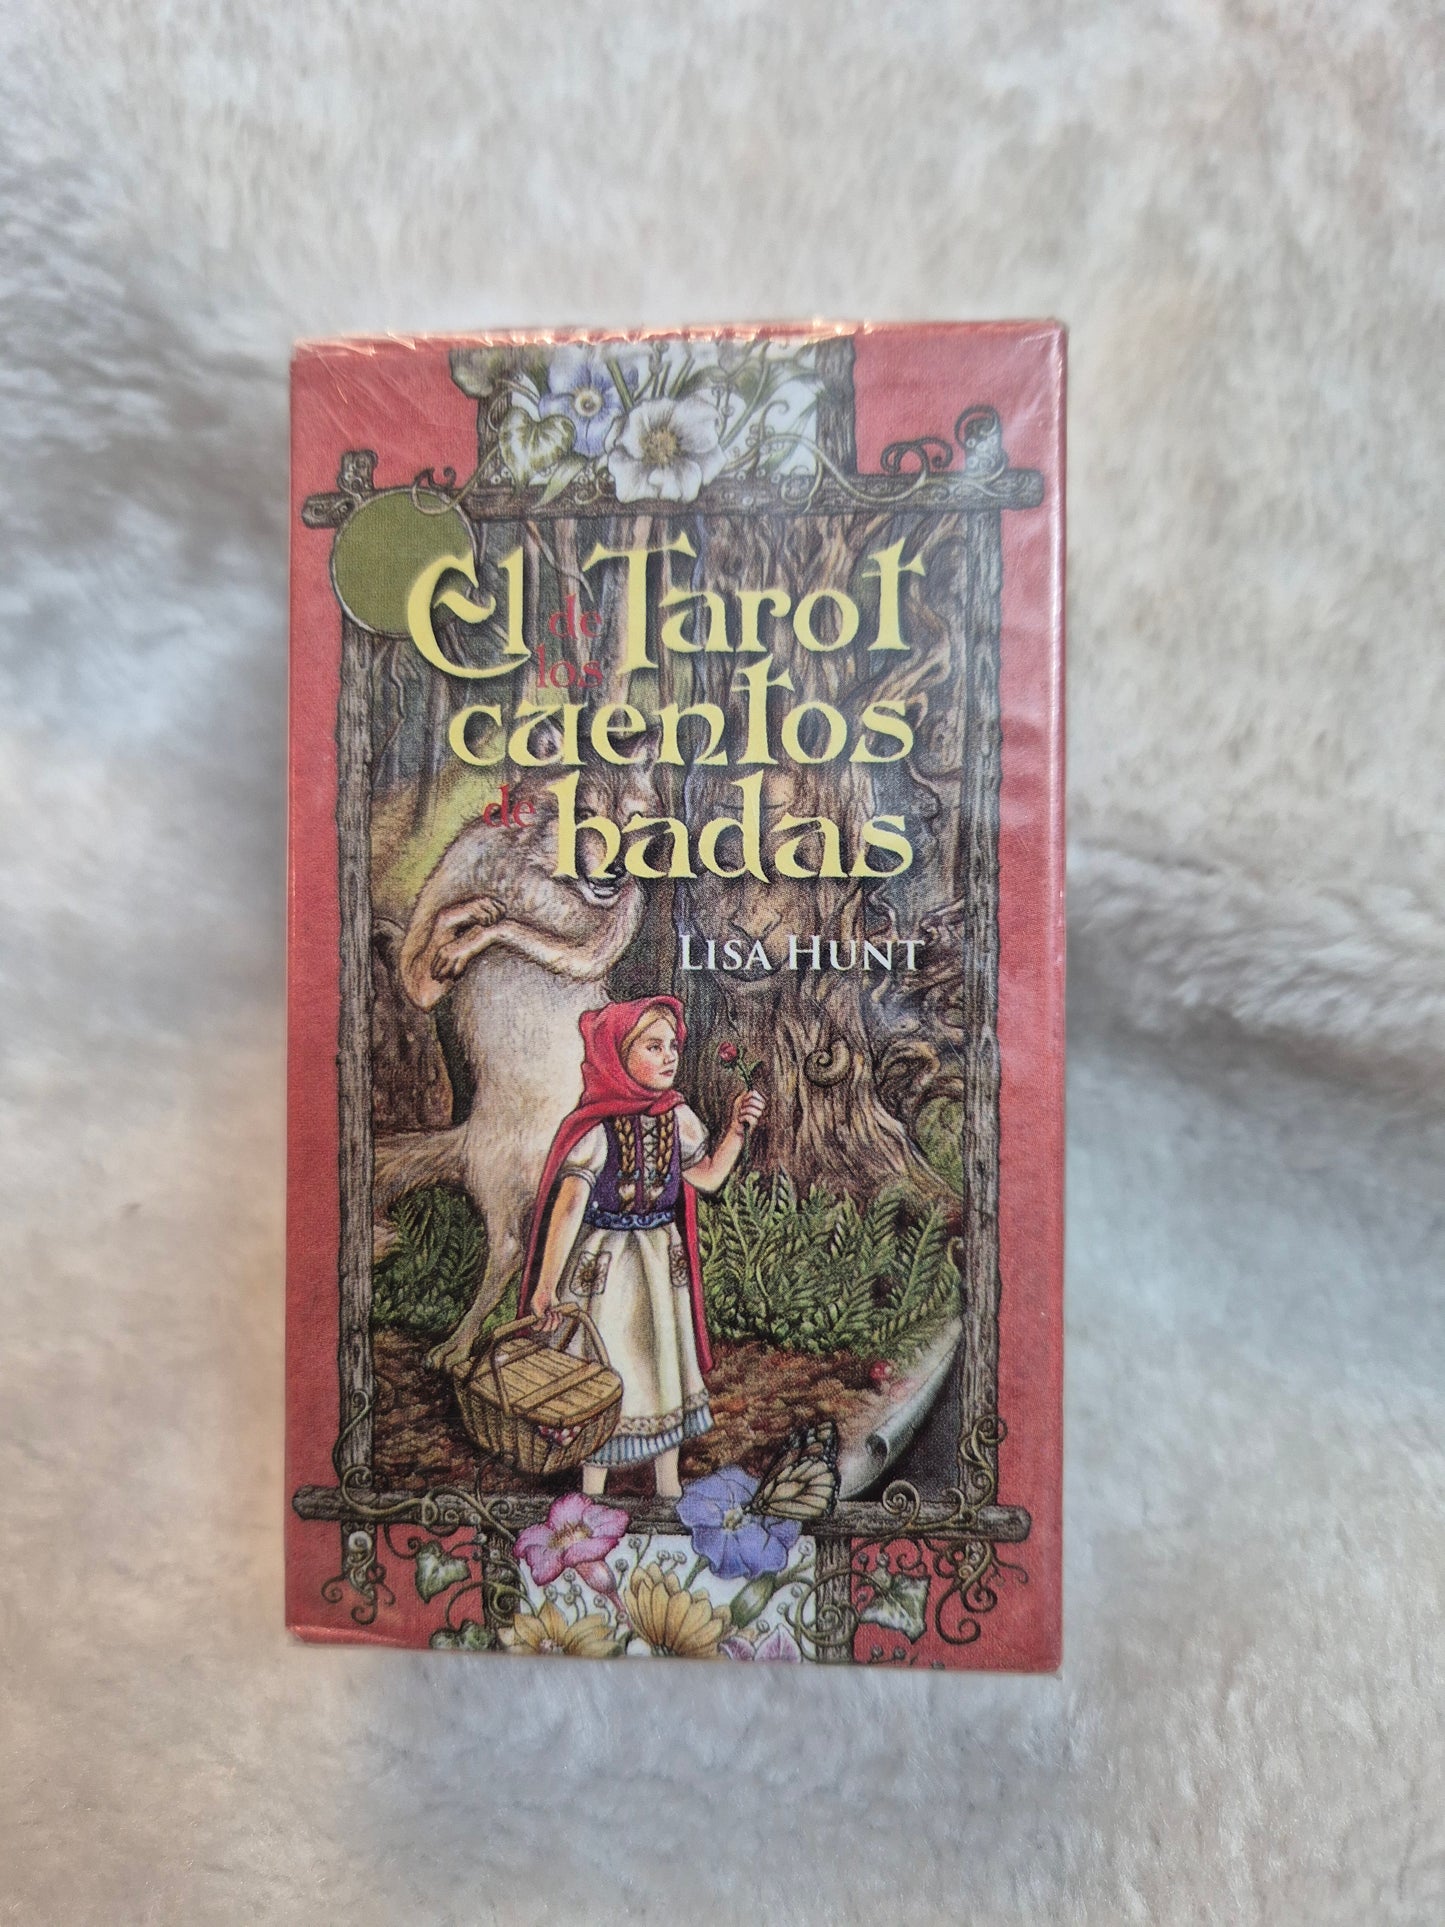 El de Tarot
los
cuentos
de hadas
LISA HUNT